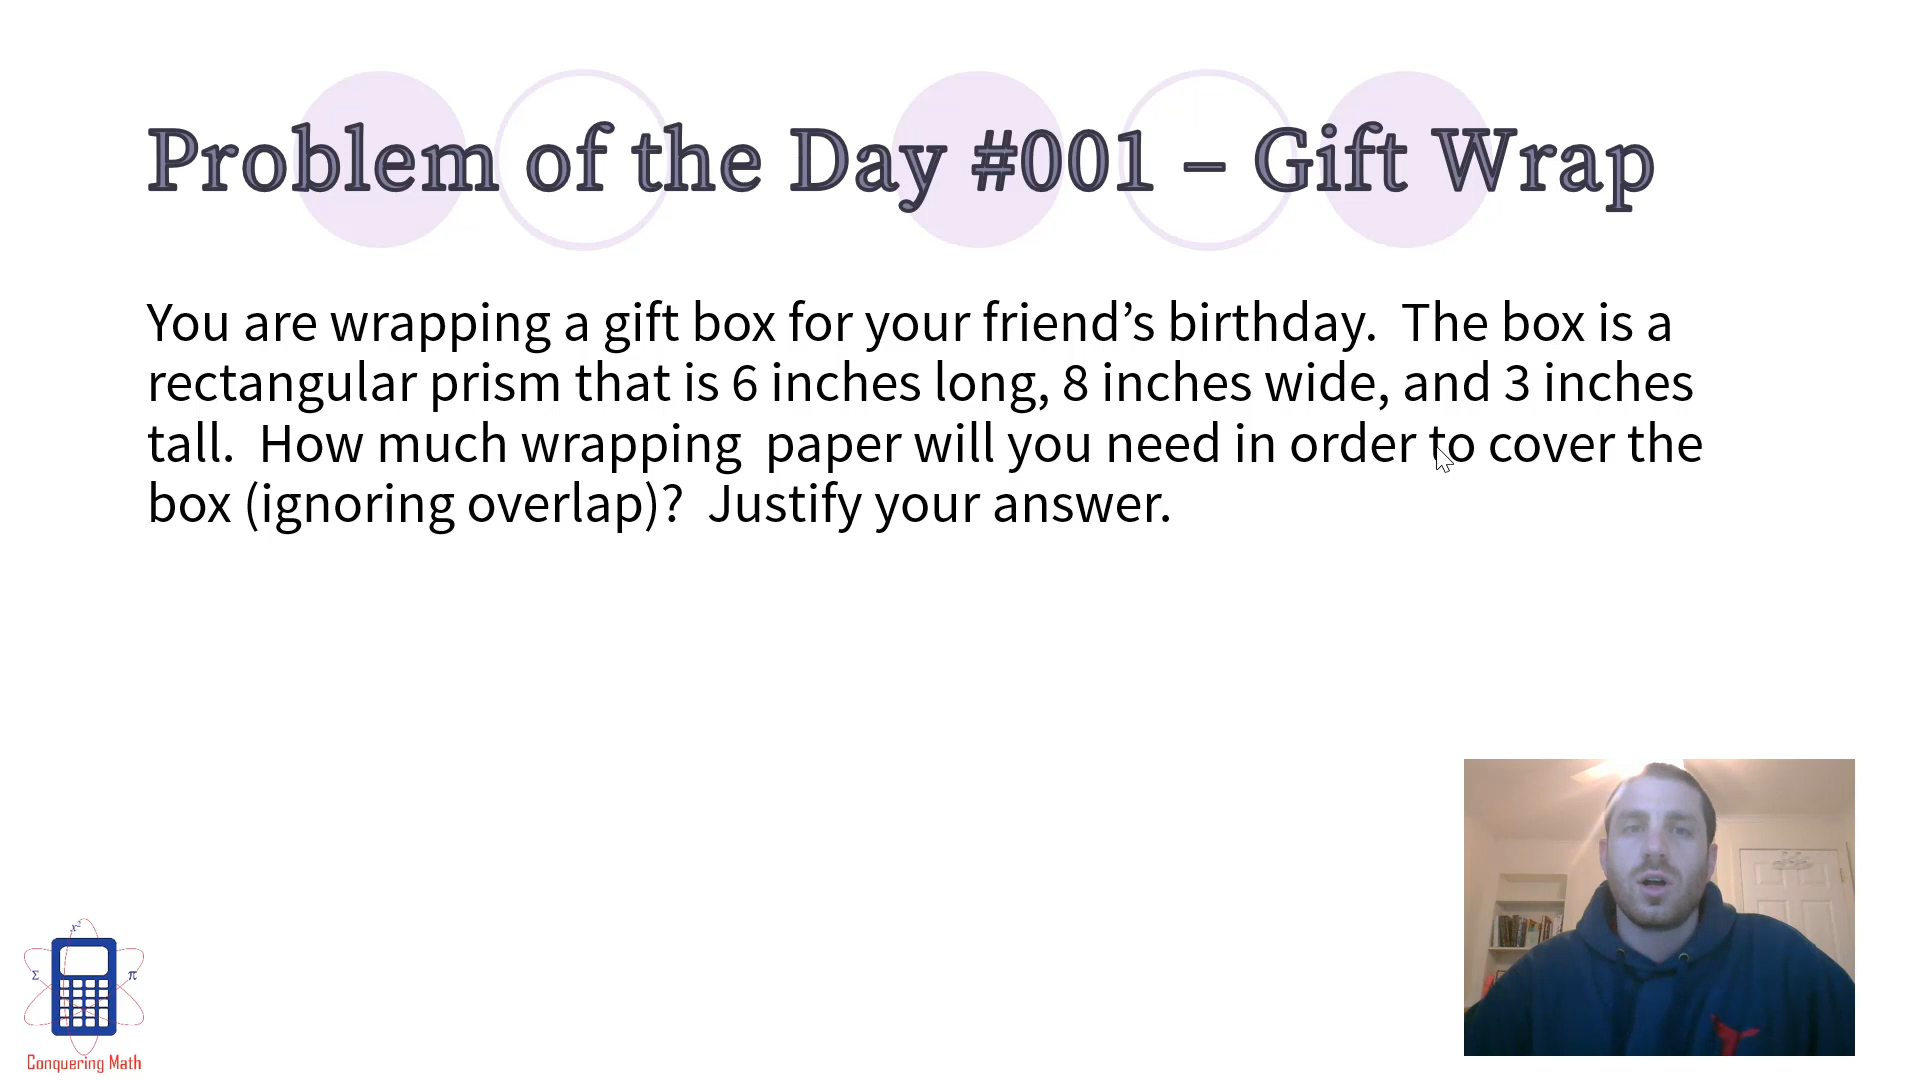 Problem of the Day #001 – Gift Wrap
You are wrapping a gift box for your friend’s birthday.  The box is a
rectangular prism that is 6 inches long, 8 inches wide, and 3 inches
tall.  How much wrapping  paper will you need in order to cover the
box (ignoring overlap)?  Justify your answer.
x²
Σ π
Conquering Math